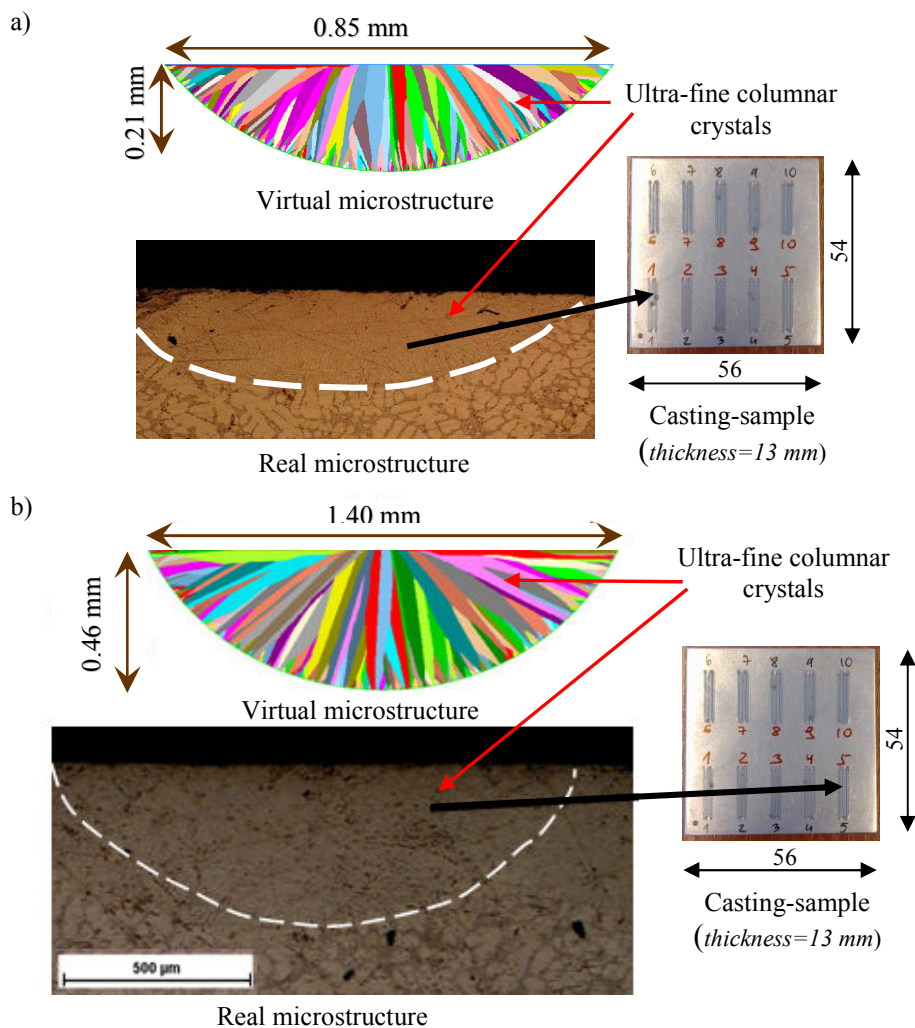 a)
0.85 mm
0.21 mm
Ultra-fine columnar
crystals
Virtual microstructure
6 7 8 9 10
6 7 8 9 10
1 2 3 4 5
1 2 3 4 5
54
56
Casting-sample
(thickness=13 mm)
Real microstructure
b)
1.40 mm
0.46 mm
Ultra-fine columnar
crystals
Virtual microstructure
6 7 8 9 10
6 7 8 9 10
1 2 3 4 5
1 2 3 4 5
54
56
Casting-sample
(thickness=13 mm)
500 µm
Real microstructure